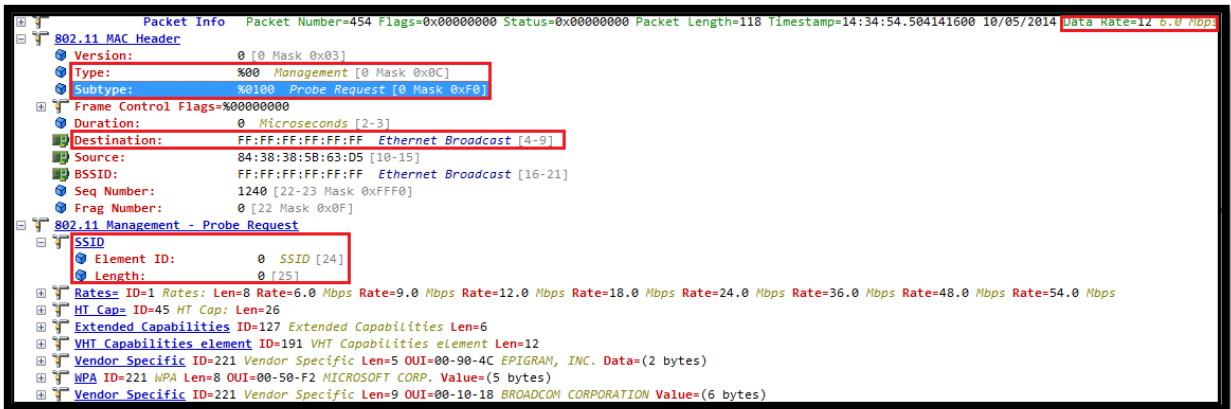 Packet Info Packet Number=454 Flags=0x00000000 Status=0x00000000 Packet Length=118 Timestamp=14:34:54.504141600 10/05/2014 Data Rate=12 6.0 Mbps
802.11 MAC Header
Version: 0 [0 Mask 0x03]
Type: %00 Management [0 Mask 0x0C]
Subtype: %0100 Probe Request [0 Mask 0xF0]
Frame Control Flags=%00000000
Duration: 0 Microseconds [2-3]
Destination: FF:FF:FF:FF:FF:FF Ethernet Broadcast [4-9]
Source: 84:38:38:5B:63:D5 [10-15]
BSSID: FF:FF:FF:FF:FF:FF Ethernet Broadcast [16-21]
Seq Number: 1240 [22-23 Mask 0xFFF0]
Frag Number: 0 [22 Mask 0x0F]
802.11 Management - Probe Request
SSID
Element ID: 0 SSID [24]
Length: 0 [25]
Rates= ID=1 Rates: Len=8 Rate=6.0 Mbps Rate=9.0 Mbps Rate=12.0 Mbps Rate=18.0 Mbps Rate=24.0 Mbps Rate=36.0 Mbps Rate=48.0 Mbps Rate=54.0 Mbps
HT Cap= ID=45 HT Cap: Len=26
Extended Capabilities ID=127 Extended Capabilities Len=6
VHT Capabilities element ID=191 VHT Capabilities element Len=12
Vendor Specific ID=221 Vendor Specific Len=5 OUI=00-90-4C EPIGRAM, INC. Data=(2 bytes)
WPA ID=221 WPA Len=8 OUI=00-50-F2 MICROSOFT CORP. Value=(5 bytes)
Vendor Specific ID=221 Vendor Specific Len=9 OUI=00-10-18 BROADCOM CORPORATION Value=(6 bytes)